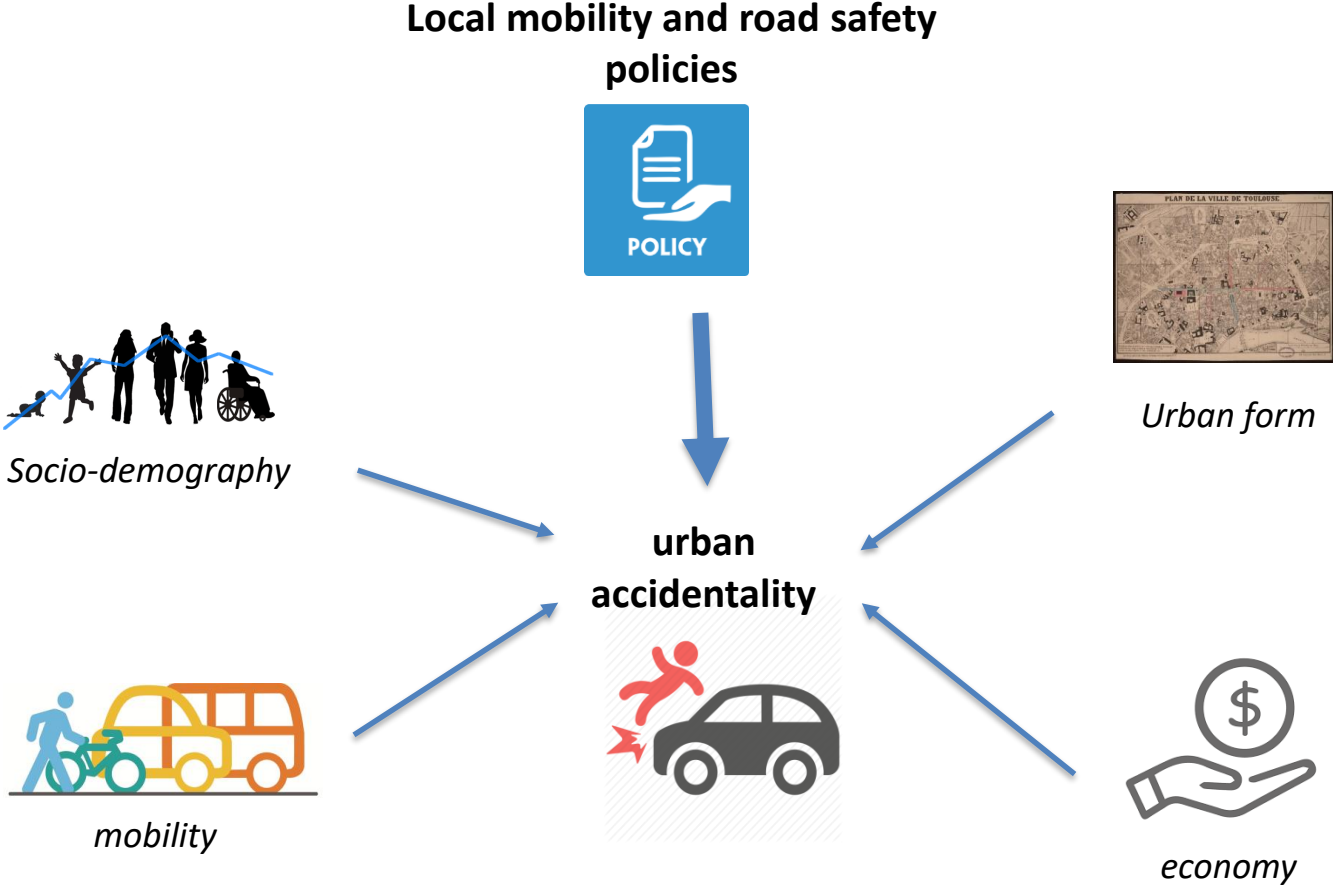 Local mobility and road safety
policies
POLICY
PLAN DE LA VILLE DE TOULOUSE.
Urban form
Socio-demography
urban
accidentality
$
mobility
economy